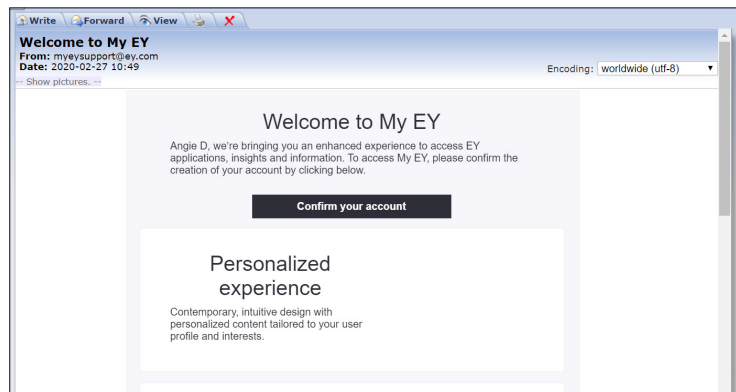 Write Forward View
Welcome to My EY
From: myeysupport@ey.com
Date: 2020-02-27 10:49
Encoding: worldwide (utf-8)
-- Show pictures. --
Welcome to My EY
Angie D, we're bringing you an enhanced experience to access EY
applications, insights and information. To access My EY, please confirm the
creation of your account by clicking below.
Confirm your account
Personalized
experience
Contemporary, intuitive design with
personalized content tailored to your user
profile and interests.